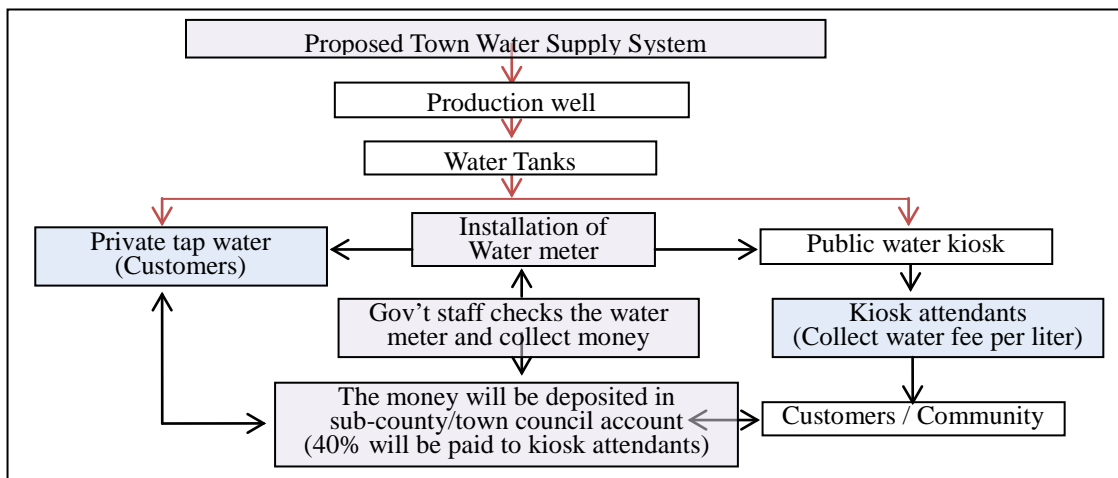 Proposed Town Water Supply System
Production well
Water Tanks
Private tap water
(Customers)
Installation of
Water meter
Public water kiosk
Gov't staff checks the water
meter and collect money
Kiosk attendants
(Collect water fee per liter)
The money will be deposited in
sub-county/town council account
(40% will be paid to kiosk attendants)
Customers / Community